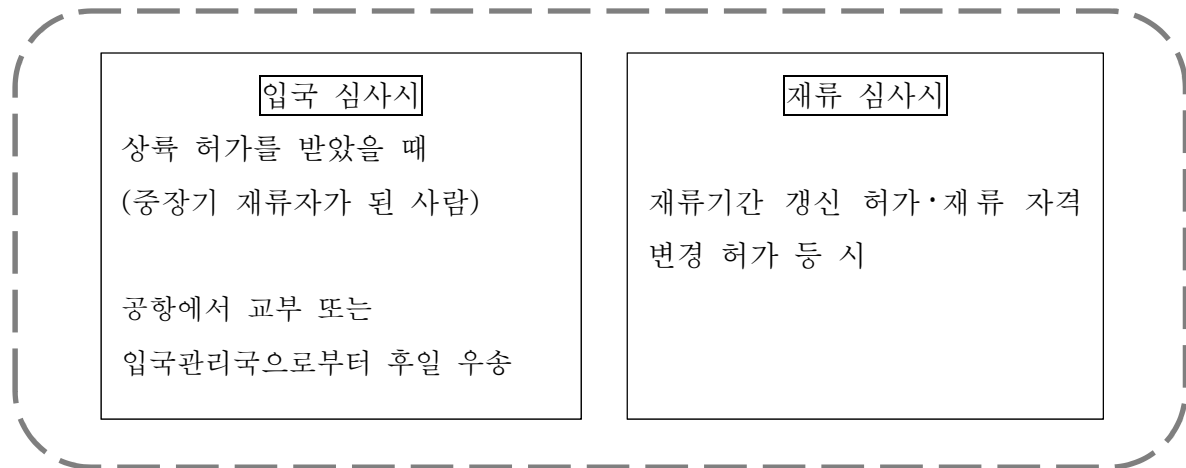 입국 심사시
상륙 허가를 받았을 때
(중장기 재류자가 된 사람)
공항에서 교부 또는
입국관리국으로부터 후일 우송
재류 심사시
재류기간 갱신 허가·재류 자격
변경 허가 등 시